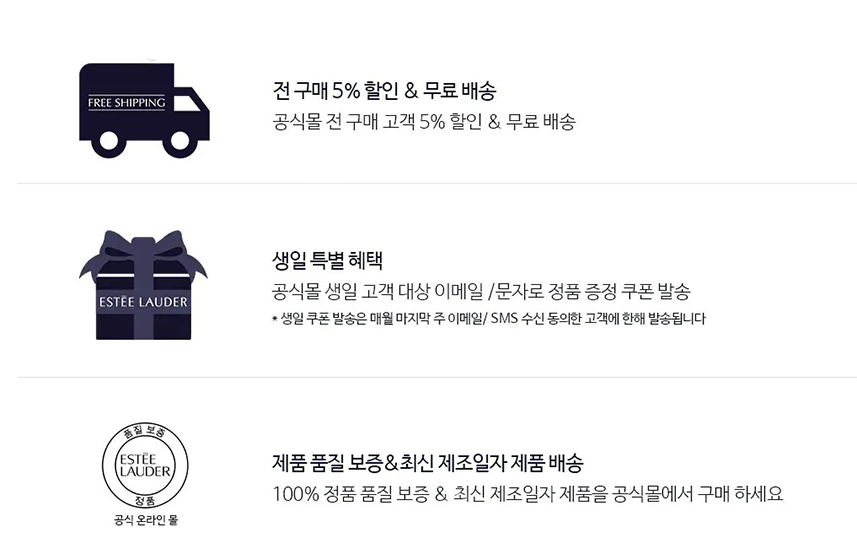 FREE SHIPPING
전 구매 5% 할인 & 무료 배송
공식몰 전 구매 고객 5% 할인 & 무료 배송
생일 특별 혜택
공식몰 생일 고객 대상 이메일 /문자로 정품 증정 쿠폰 발송
* 생일 쿠폰 발송은 매월 마지막 주 이메일/ SMS 수신 동의한 고객에 한해 발송됩니다
ESTĒE LAUDER
품질 보증
ESTĒE
LAUDER
정품
공식 온라인 몰
제품 품질 보증&최신 제조일자 제품 배송
100% 정품 품질 보증 & 최신 제조일자 제품을 공식몰에서 구매 하세요